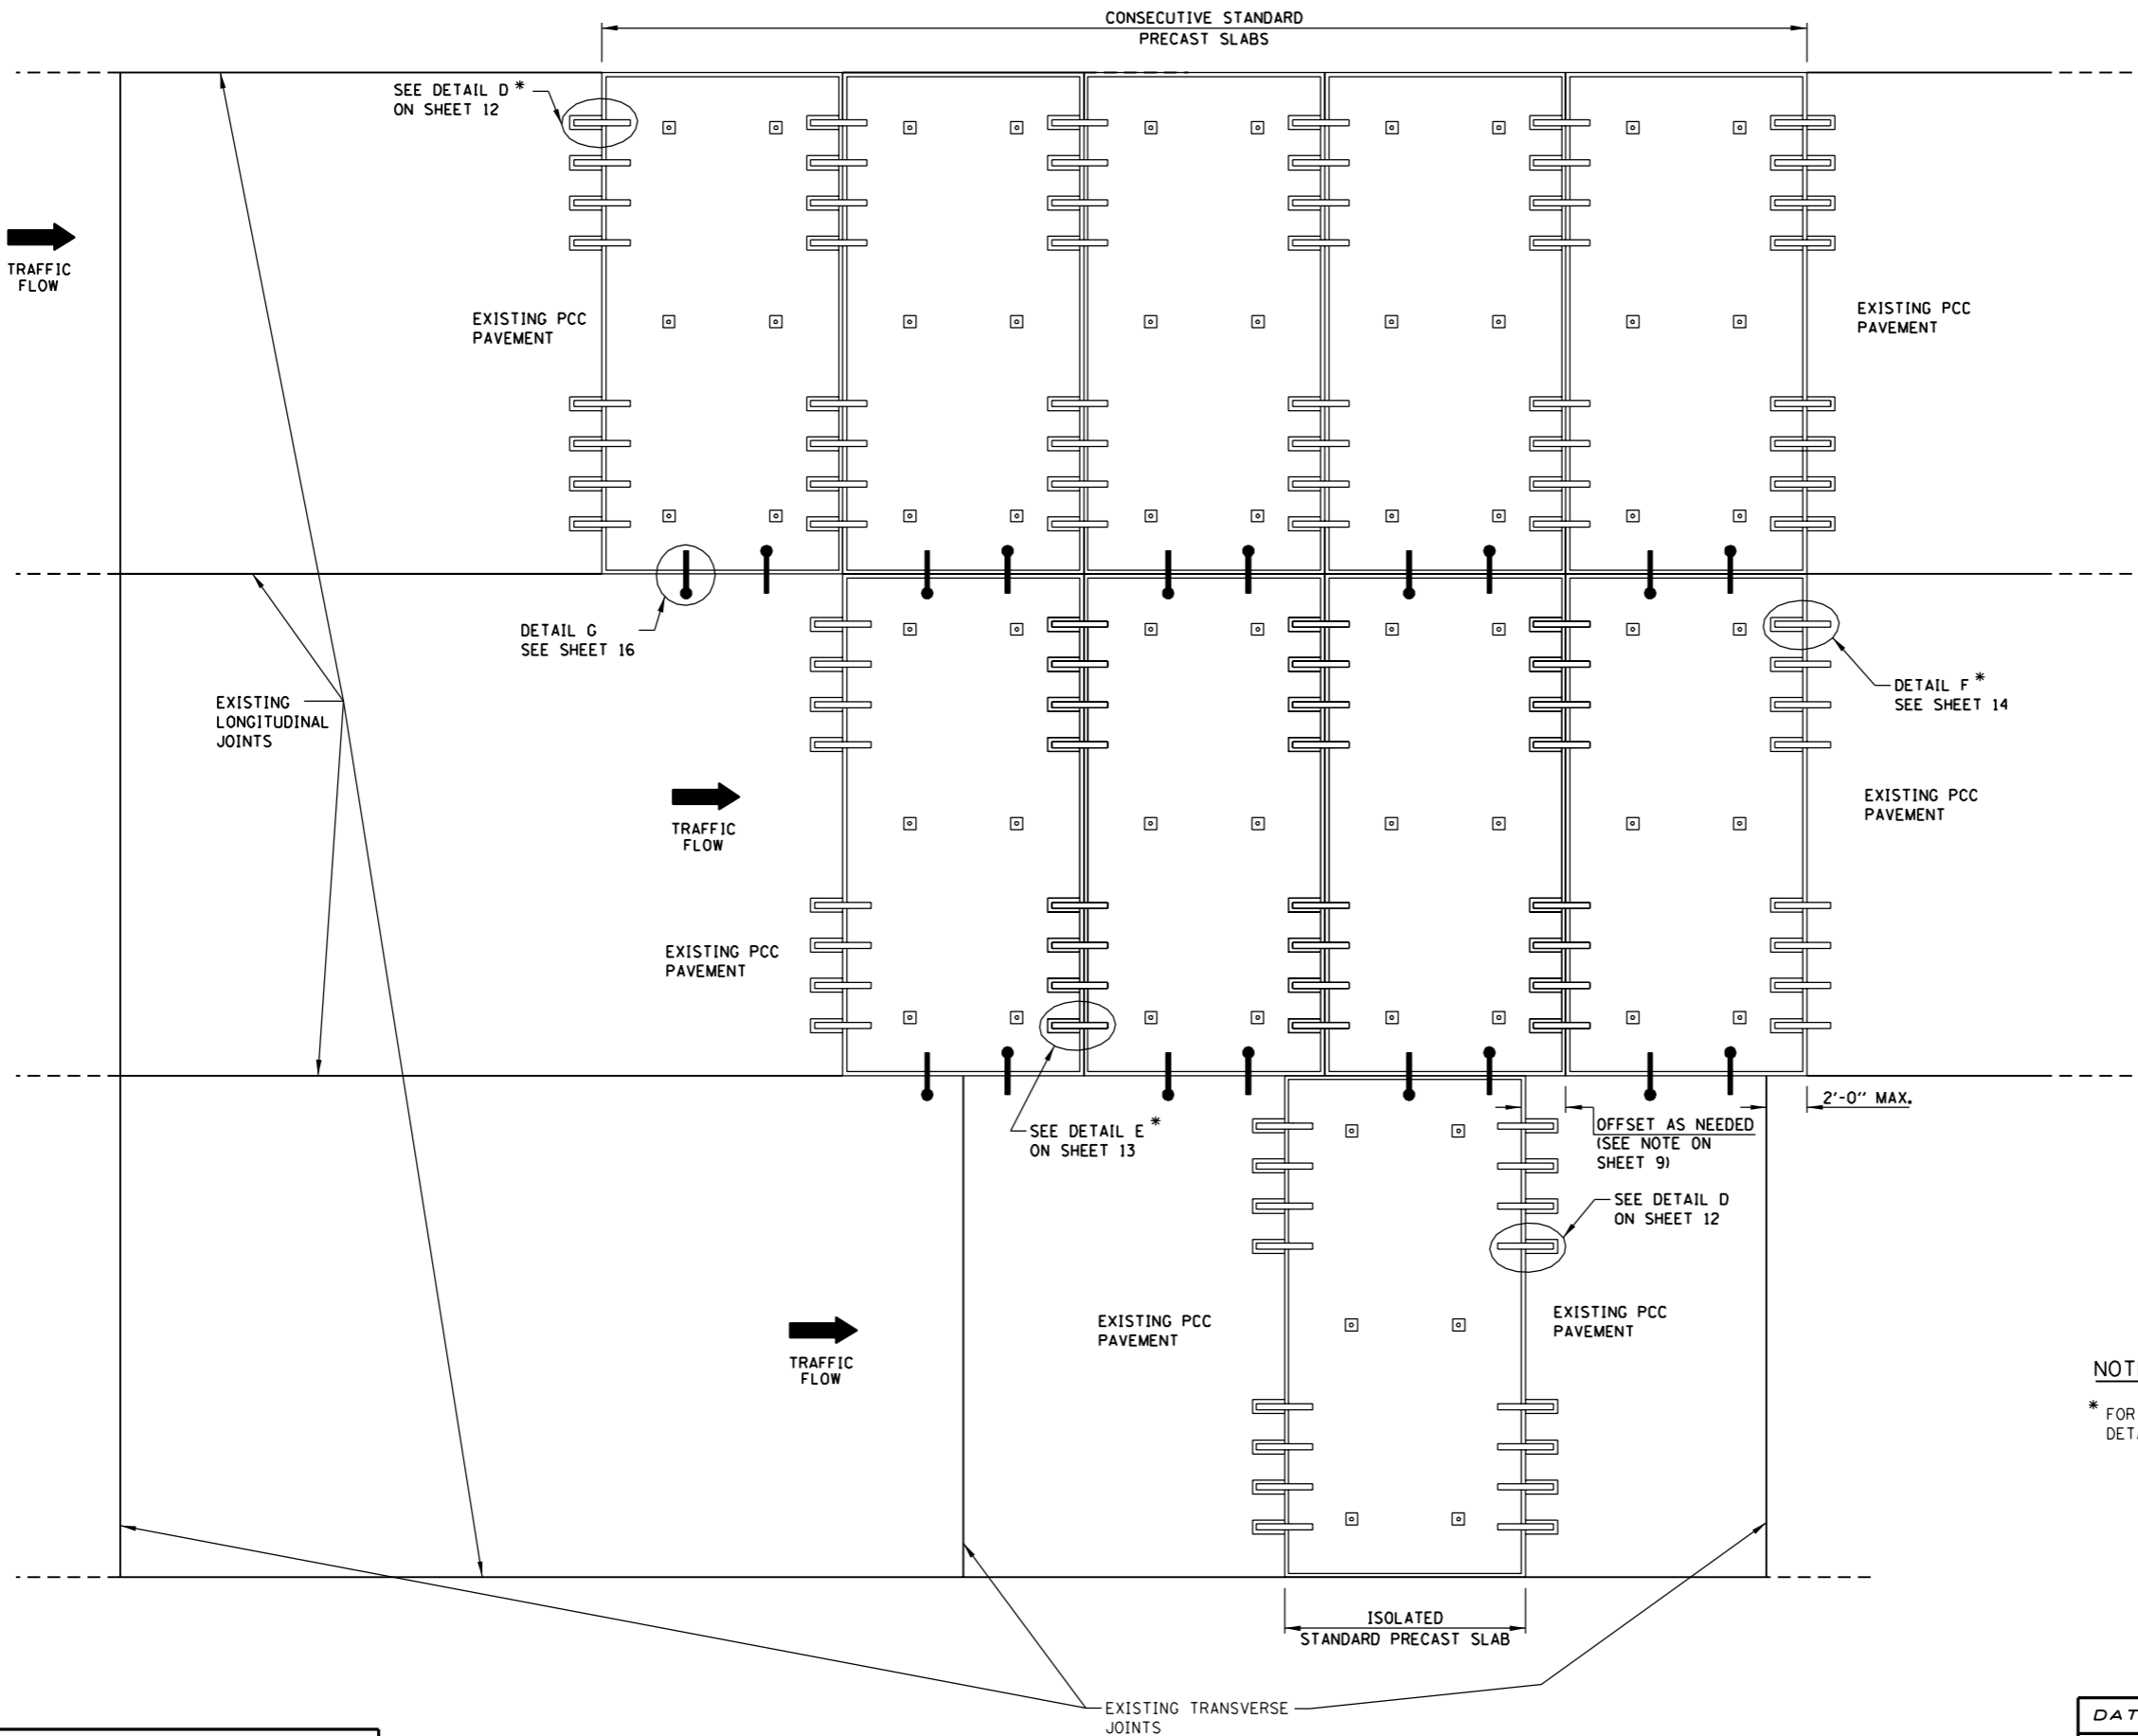 CONSECUTIVE STANDARD
PRECAST SLABS
SEE DETAIL D *
ON SHEET 12
TRAFFIC
FLOW
EXISTING PCC
PAVEMENT
EXISTING PCC
PAVEMENT
DETAIL G
SEE SHEET 16
DETAIL F *
SEE SHEET 14
EXISTING
LONGITUDINAL
JOINTS
TRAFFIC
FLOW
EXISTING PCC
PAVEMENT
EXISTING PCC
PAVEMENT
2'-0" MAX.
SEE DETAIL E *
ON SHEET 13
OFFSET AS NEEDED
(SEE NOTE ON
SHEET 9)
SEE DETAIL D
ON SHEET 12
EXISTING PCC
PAVEMENT
EXISTING PCC
PAVEMENT
TRAFFIC
FLOW
* FOR
ISOLATED
STANDARD PRECAST SLAB
EXISTING TRANSVERSE
JOINTS